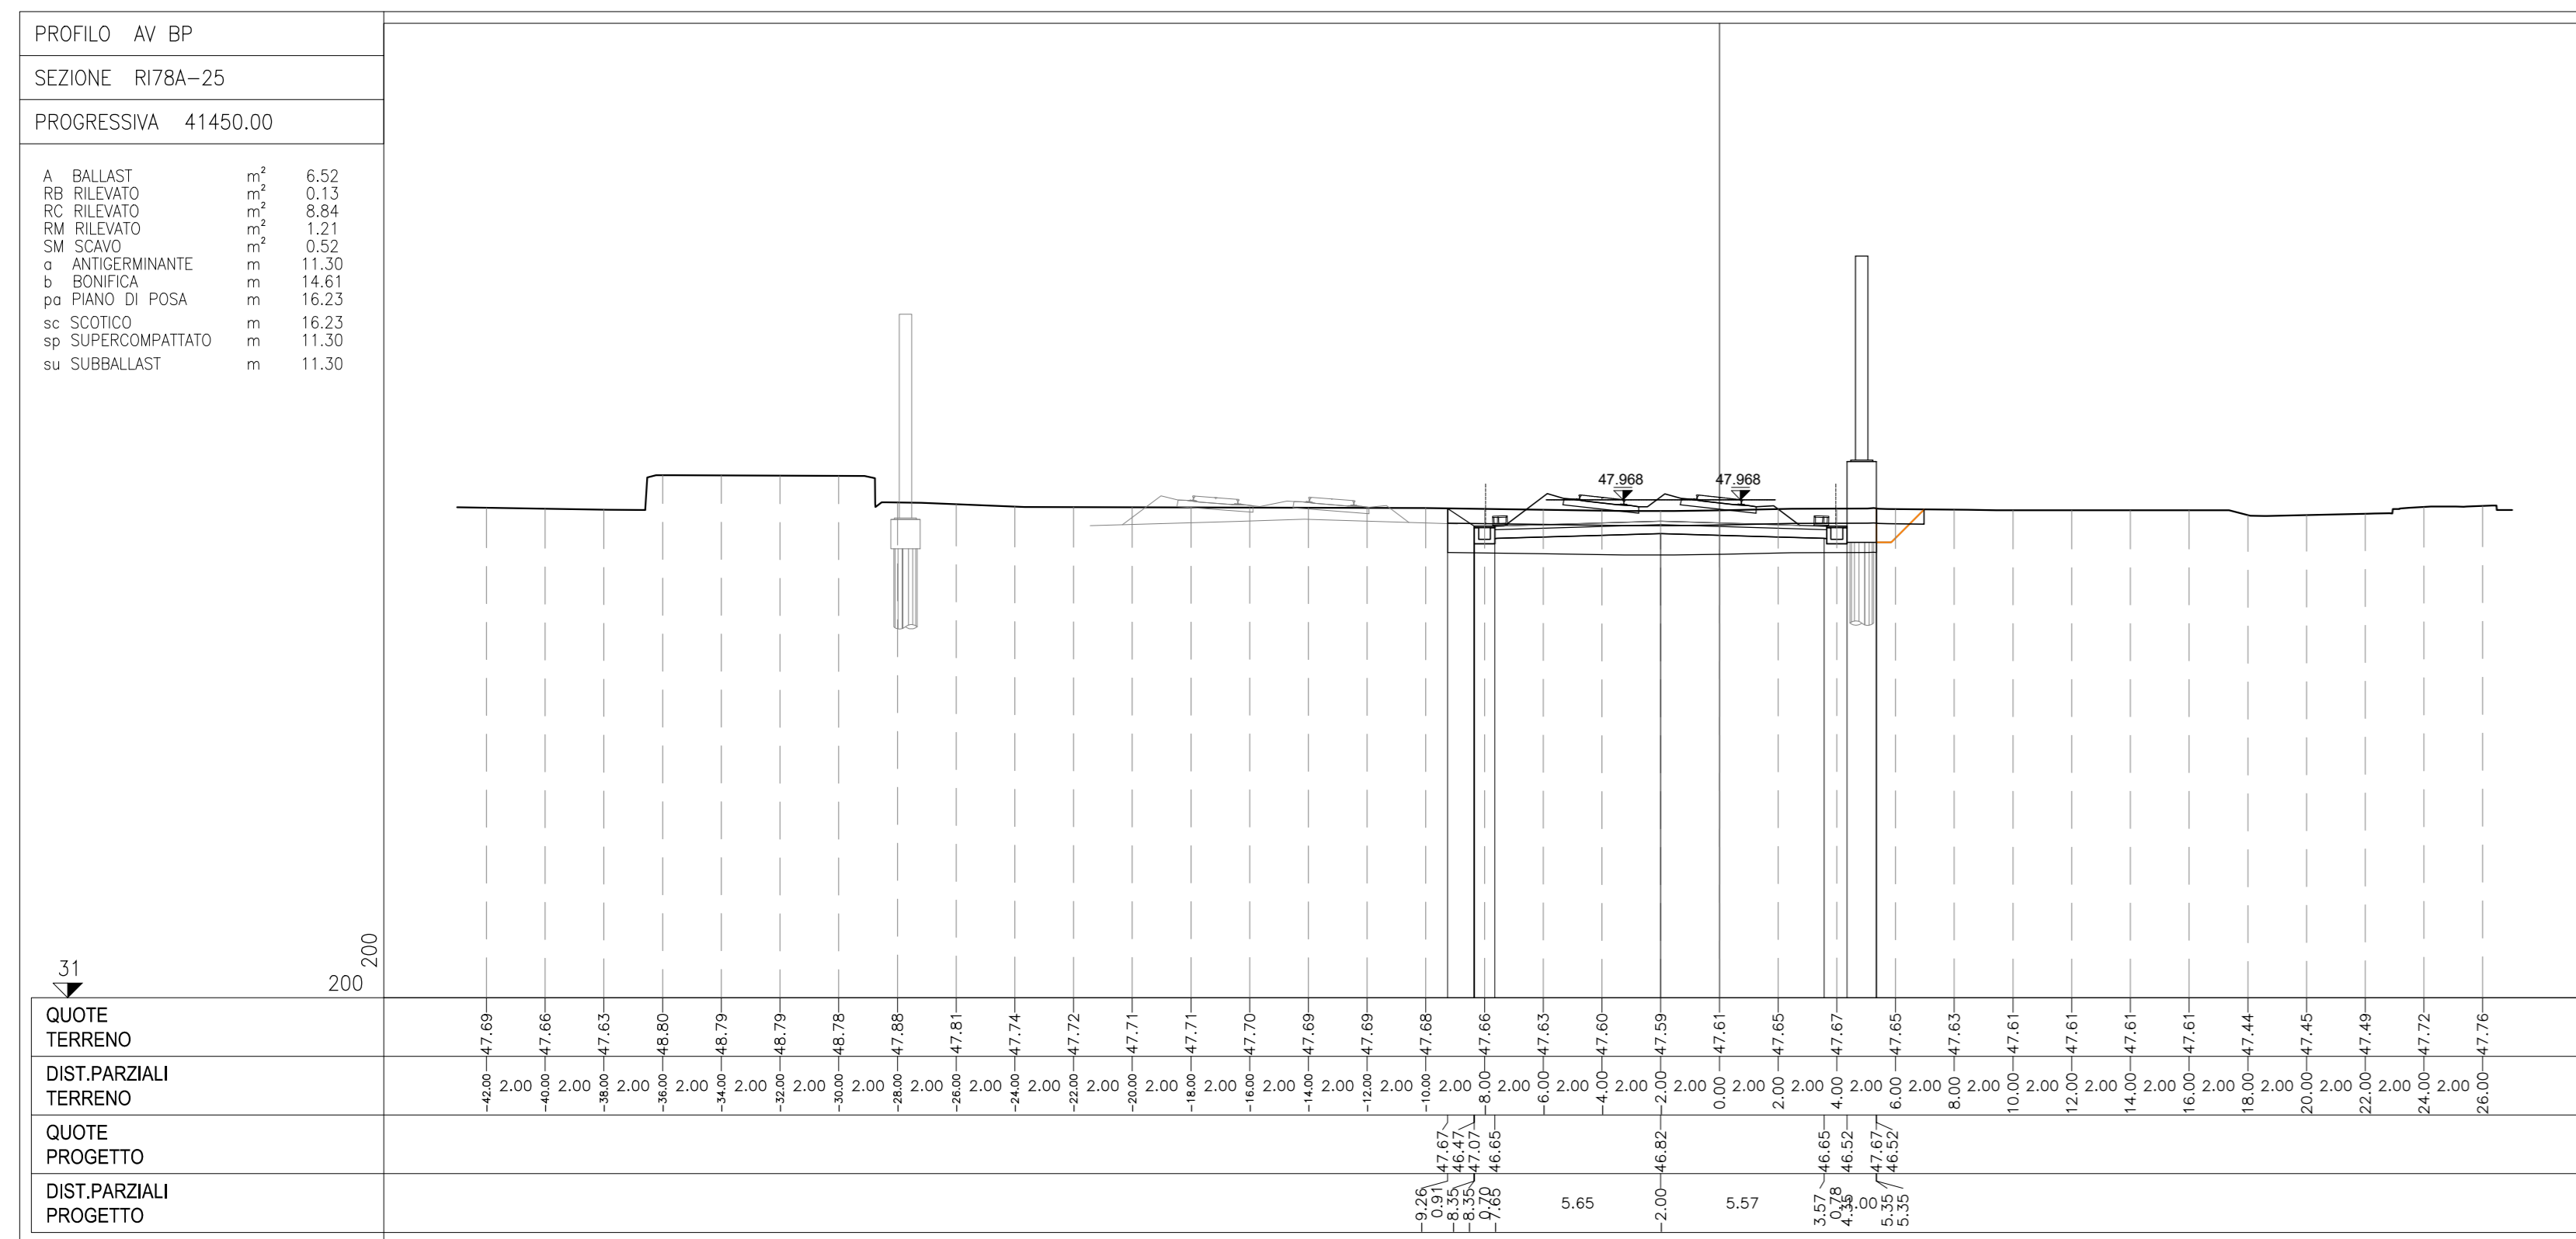 PROFILO AV BP
SEZIONE RI78A-25
PROGRESSIVA 41450.00
A BALLAST m² 6.52
RB RILEVATO m² 0.13
RC RILEVATO m² 8.84
RM RILEVATO m² 1.21
SM SCAVO m² 0.52
a ANTIGERMINANTE m 11.30
b BONIFICA m 14.61
pa PIANO DI POSA m 16.23
sc SCOTICO m 16.23
sp SUPERCOMPATTATO m 11.30
su SUBBALLAST m 11.30
47.968 47.968
200
31 200
QUOTE TERRENO
47.69 47.66 47.63 48.80 48.79 48.79 48.78 47.88 47.81 47.74 47.72 47.71 47.71 47.70 47.69 47.69 47.68 47.66 47.63 47.60 47.59 47.61 47.65 47.67 47.65 47.63 47.61 47.61 47.61 47.61 47.44 47.45 47.49 47.72 47.76
DIST.PARZIALI TERRENO
-42.00 2.00 -40.00 2.00 -38.00 2.00 -36.00 2.00 -34.00 2.00 -32.00 2.00 -30.00 2.00 -28.00 2.00 -26.00 2.00 -24.00 2.00 -22.00 2.00 -20.00 2.00 -18.00 2.00 -16.00 2.00 -14.00 2.00 -12.00 2.00 -10.00 2.00 -8.00 2.00 -6.00 2.00 -4.00 2.00 -2.00 2.00 0.00 2.00 2.00 2.00 4.00 2.00 6.00 2.00 8.00 2.00 10.00 2.00 12.00 2.00 14.00 2.00 16.00 2.00 18.00 2.00 20.00 2.00 22.00 2.00 24.00 2.00 26.00
QUOTE PROGETTO
47.67 46.47 47.07 46.65 46.82 46.65 46.52 47.67 46.52
DIST.PARZIALI PROGETTO
-9.26 0.91 -8.35 -8.35 0.70 -7.65 5.65 -2.00 5.57 3.57 0.78 4.35 1.00 5.35 5.35